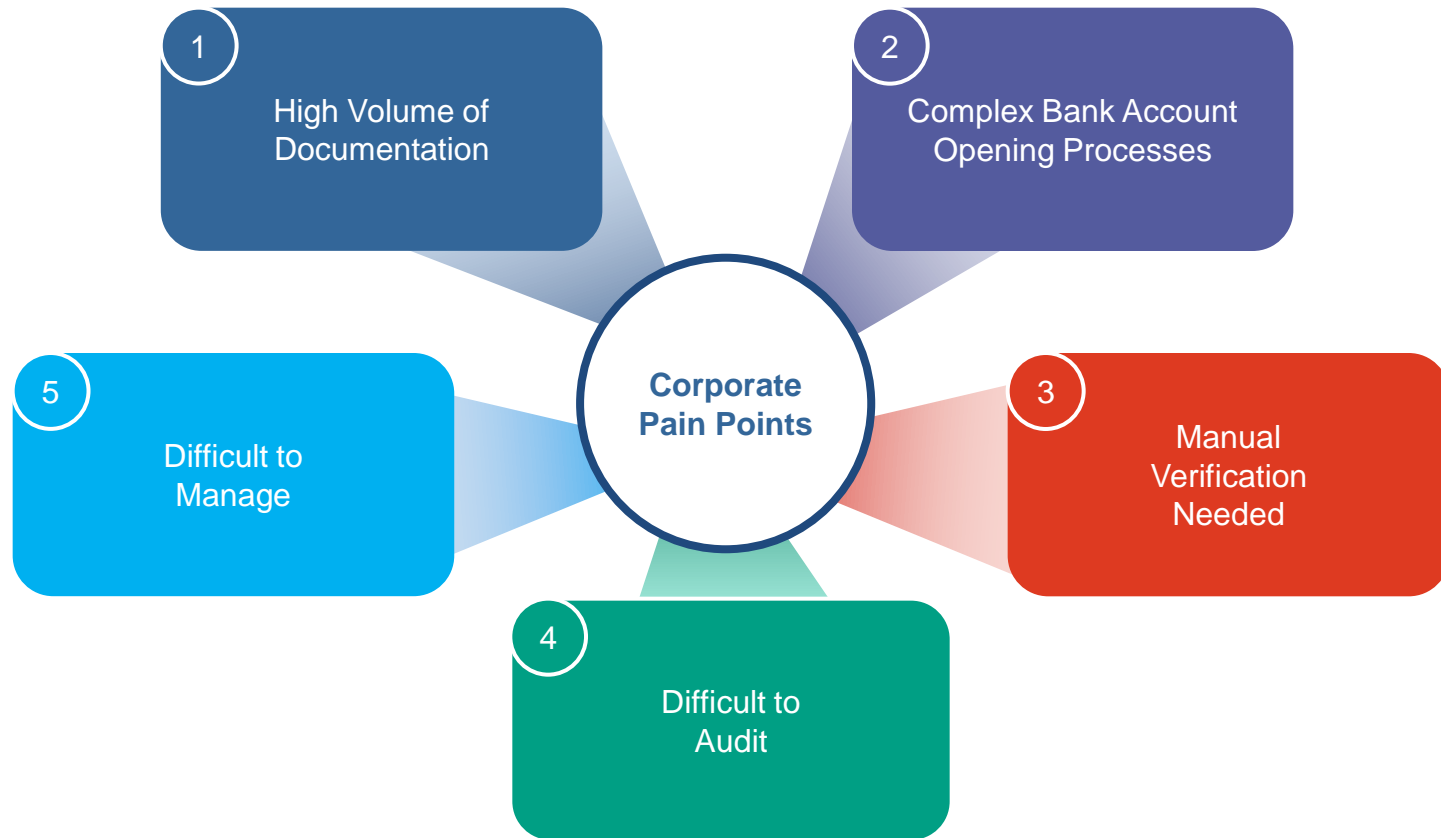 1
High Volume of
Documentation
2
Complex Bank Account
Opening Processes
3
Manual
Verification
Needed
4
Difficult to
Audit
5
Difficult to
Manage
Corporate
Pain Points